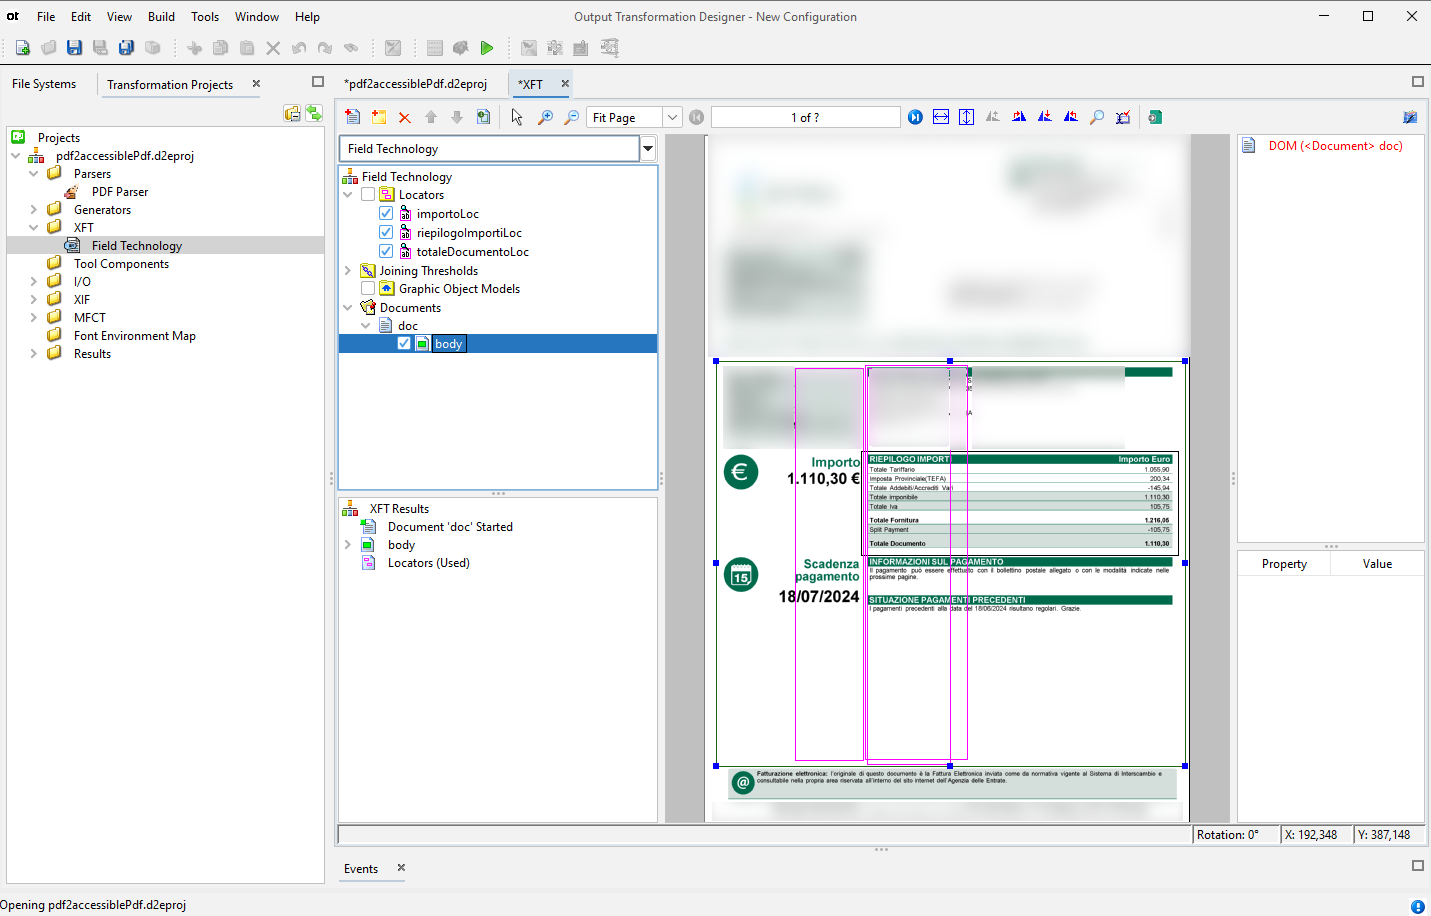 ot File Edit View Build Tools Window Help Output Transformation Designer - New Configuration
File Systems Transformation Projects
Projects
pdf2accessiblePdf.d2eproj
Parsers
PDF Parser
Generators
XFT
Field Technology
Tool Components
I/O
XIF
MFCT
Font Environment Map
Results
*pdf2accessiblePdf.d2eproj *XFT
Fit Page 1 of ?
Field Technology
Field Technology
Locators
importoLoc
riepilogoImportiLoc
totaleDocumentoLoc
Joining Thresholds
Graphic Object Models
Documents
doc
body
XFT Results
Document 'doc' Started
body
Locators (Used)
Importo
1.110,30 €
RIEPILOGO IMPORTI Importo Euro
Totale Tariffario 1.055,90
Imposta Provinciale(TEFA) 200,34
Totale Addebiti/Accrediti Vari -145,94
Totale imponibile 1.110,30
Totale Iva 105,75
Totale Fornitura 1.216,05
Split Payment -105,75
Totale Documento 1.110,30
15
Scadenza
pagamento
18/07/2024
INFORMAZIONI SUL PAGAMENTO
Il pagamento può essere effettuato con il bollettino postale allegato o con le modalità indicate nelle
prossime pagine.
SITUAZIONE PAGAMENTI PRECEDENTI
I pagamenti precedenti alla data del 18/06/2024 risultano regolari. Grazie.
@
Fatturazione elettronica: l'originale di questo documento è la Fattura Elettronica inviata come da normativa vigente al Sistema di Interscambio e
consultabile nella propria area riservata all'interno del sito internet dell'Agenzia delle Entrate.
DOM (<Document> doc)
Property Value
Rotation: 0° X: 192,348 Y: 387,148
Events
Opening pdf2accessiblePdf.d2eproj